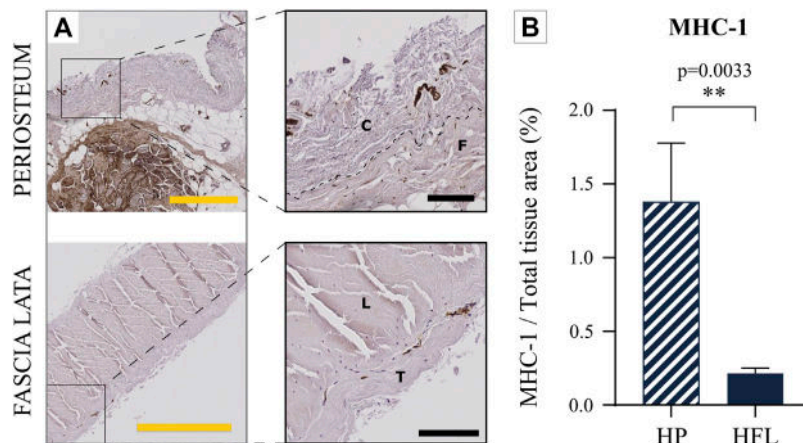 A
PERIOSTEUM
C
F
FASCIA LATA
L
T
B
MHC-1
p=0.0033
**
MHC-1 / Total tissue area (%)
2.0
1.5
1.0
0.5
0.0
HP
HFL